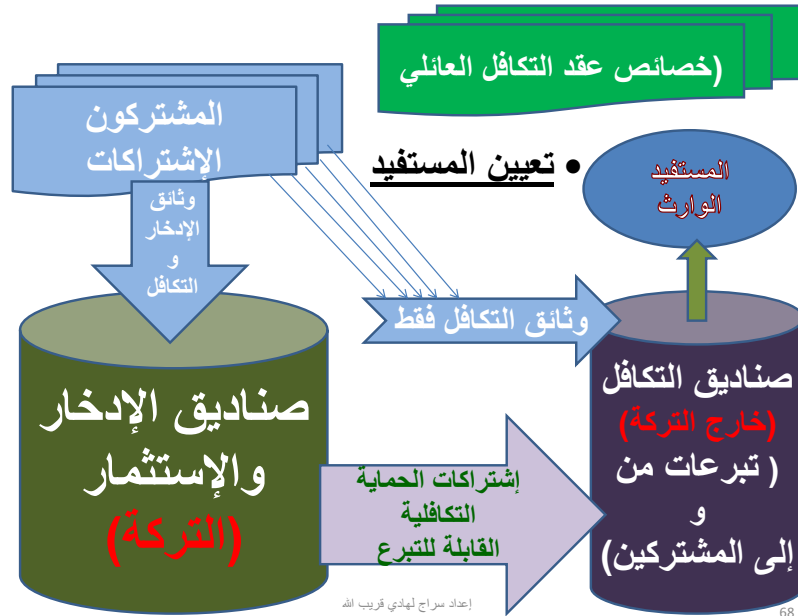 (خصائص عقد التكافل العائلي
المشتركون
الإشتراكات
• تعيين المستفيد
المستفيد
الوارث
وثائق
الإدخار
و
التكافل
وثائق التكافل فقط
صناديق الإدخار
والإستثمار
(التركة)
إشتراكات الحماية
التكافلية
القابلة للتبرع
صناديق التكافل
(خارج التركة)
( تبرعات من
و
إلى المشتركين)
إعداد سراج لهادي قريب الله
68